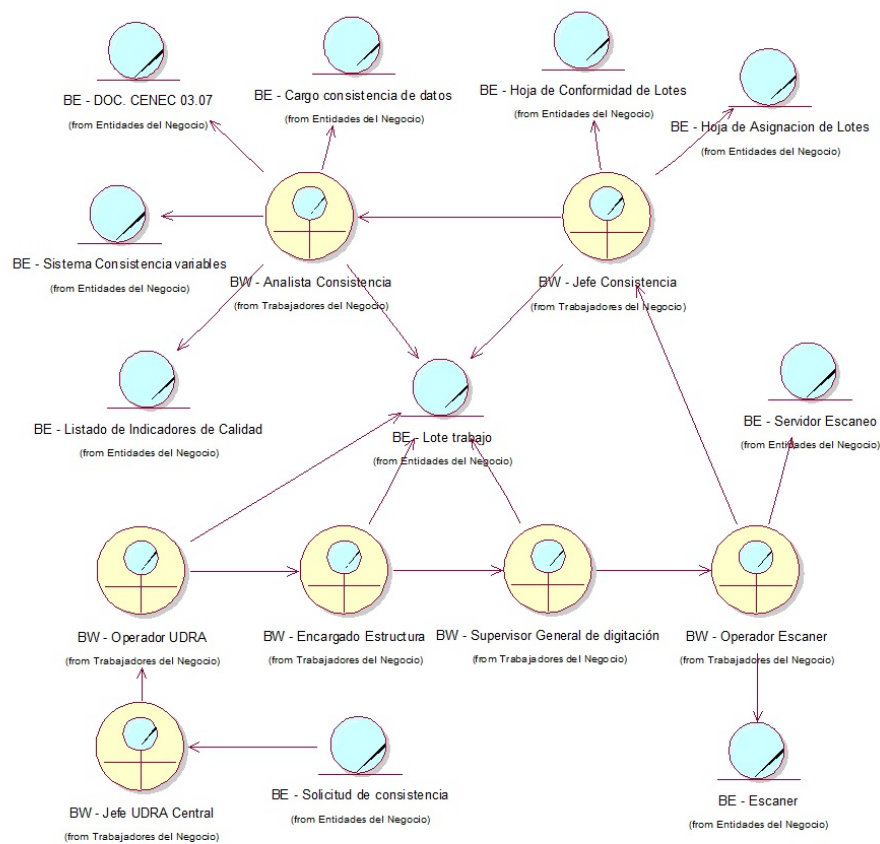 BE - DOC. CENEC 03.07
(from Entidades del Negocio)
BE - Cargo consistencia de datos
(from Entidades del Negocio)
BE - Hoja de Conformidad de Lotes
(from Entidades del Negocio)
BE - Hoja de Asignacion de Lotes
(from Entidades del Negocio)
BE - Sistema Consistencia variables
(from Entidades del Negocio)
BW - Analista Consistencia
(from Trabajadores del Negocio)
BW - Jefe Consistencia
(from Trabajadores del Negocio)
BE - Listado de Indicadores de Calidad
(from Entidades del Negocio)
BE - Lote trabajo
(from Entidades del Negocio)
BE - Servidor Escaneo
(from Entidades del Negocio)
BW - Operador UDRA
(from Trabajadores del Negocio)
BW - Encargado Estructura
(from Trabajadores del Negocio)
BW - Supervisor General de digitación
(from Trabajadores del Negocio)
BW - Operador Escaner
(from Trabajadores del Negocio)
BW - Jefe UDRA Central
(from Trabajadores del Negocio)
BE - Solicitud de consistencia
(from Entidades del Negocio)
BE - Escaner
(from Entidades del Negocio)